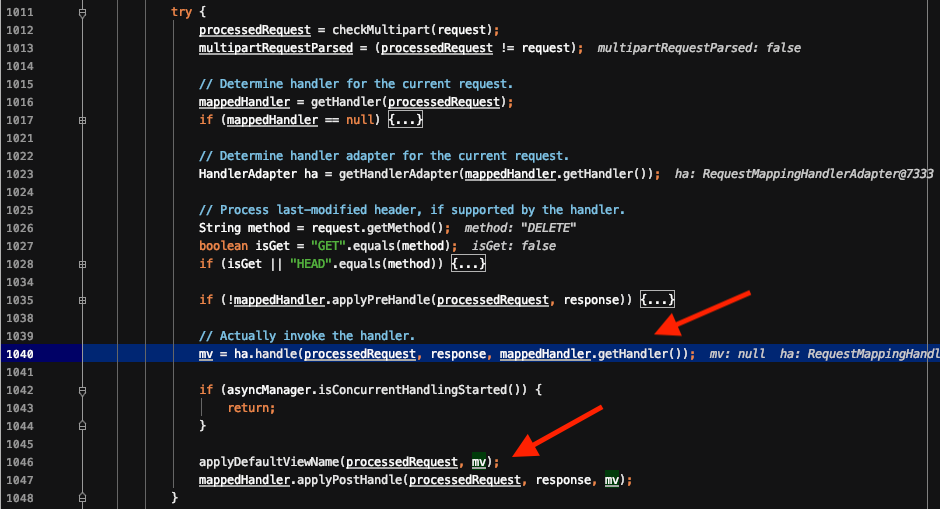 1011 try {
1012 processedRequest = checkMultipart(request);
1013 multipartRequestParsed = (processedRequest != request); multipartRequestParsed: false
1014
1015 // Determine handler for the current request.
1016 mappedHandler = getHandler(processedRequest);
1017 if (mappedHandler == null) {...}
1021
1022 // Determine handler adapter for the current request.
1023 HandlerAdapter ha = getHandlerAdapter(mappedHandler.getHandler()); ha: RequestMappingHandlerAdapter@7333
1024
1025 // Process last-modified header, if supported by the handler.
1026 String method = request.getMethod(); method: "DELETE"
1027 boolean isGet = "GET".equals(method); isGet: false
1028 if (isGet || "HEAD".equals(method)) {...}
1034
1035 if (!mappedHandler.applyPreHandle(processedRequest, response)) {...}
1038
1039 // Actually invoke the handler.
1040 mv = ha.handle(processedRequest, response, mappedHandler.getHandler()); mv: null ha: RequestMappingHandl
1041
1042 if (asyncManager.isConcurrentHandlingStarted()) {
1043 return;
1044 }
1045
1046 applyDefaultViewName(processedRequest, mv);
1047 mappedHandler.applyPostHandle(processedRequest, response, mv);
1048 }